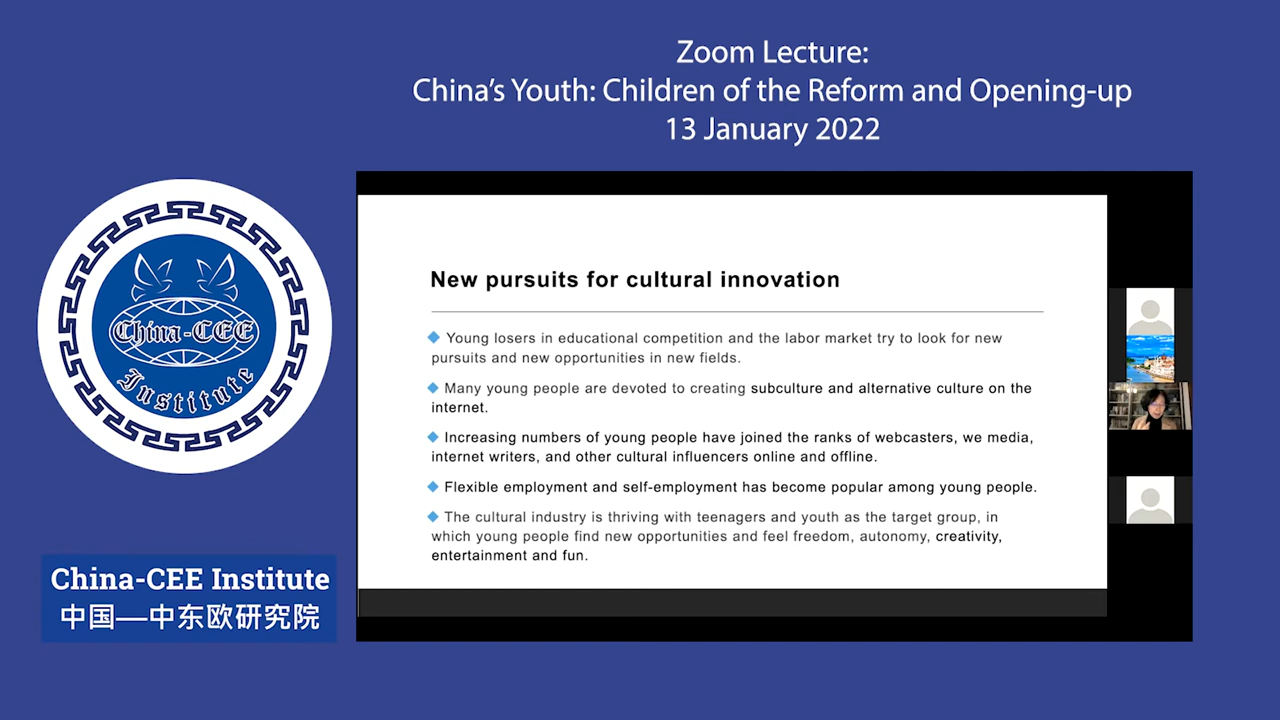 Zoom Lecture:
China's Youth: Children of the Reform and Opening-up
13 January 2022
China-CEE
Institute
China-CEE Institute
中国—中东欧研究院
New pursuits for cultural innovation
Young losers in educational competition and the labor market try to look for new
pursuits and new opportunities in new fields.
Many young people are devoted to creating subculture and alternative culture on the
internet.
Increasing numbers of young people have joined the ranks of webcasters, we media,
internet writers, and other cultural influencers online and offline.
Flexible employment and self-employment has become popular among young people.
The cultural industry is thriving with teenagers and youth as the target group, in
which young people find new opportunities and feel freedom, autonomy, creativity,
entertainment and fun.